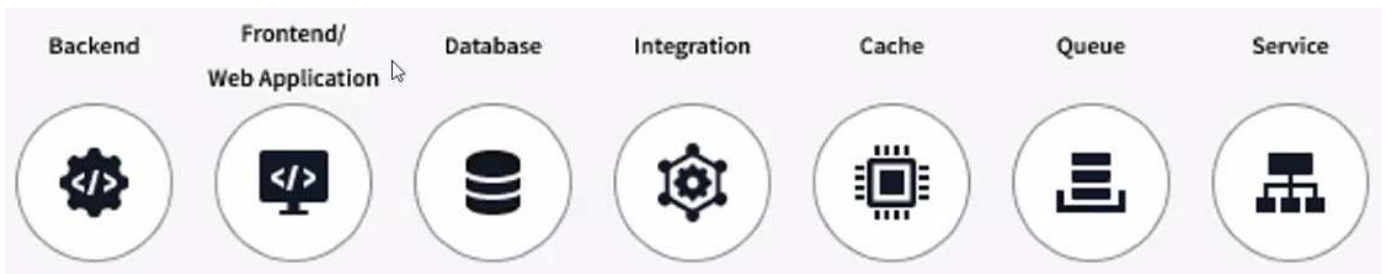 Backend
Frontend/
Web Application
Database
Integration
Cache
Queue
Service
</>
</>